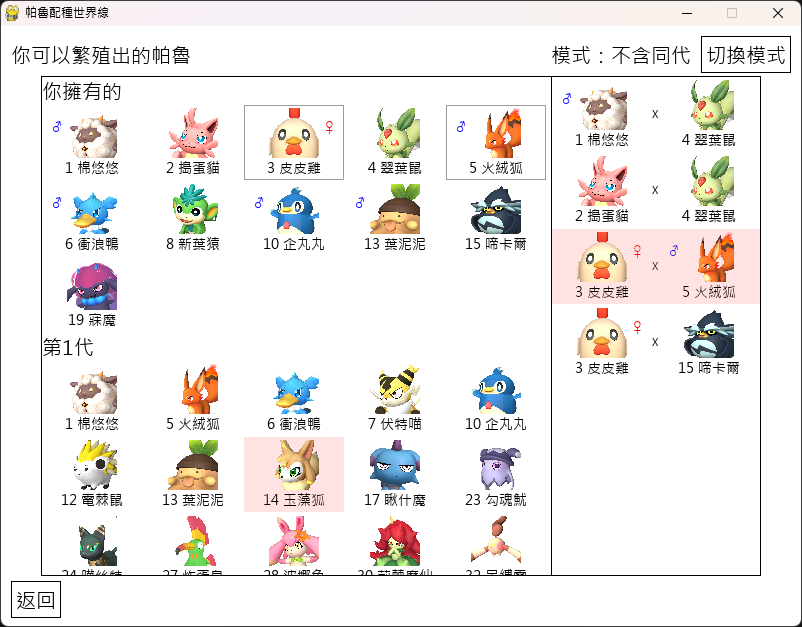 帕魯配種世界線
你可以繁殖出的帕魯
模式：不含同代 切換模式
你擁有的
♂ ♀ ♂
1 棉悠悠 2 搗蛋貓 3 皮皮雞 4 翠葉鼠 5 火絨狐
♂ ♂ ♂
6 衝浪鴨 8 新葉猿 10 企丸丸 13 葉泥泥 15 啼卡爾
19 寐魔
第1代
1 棉悠悠 5 火絨狐 6 衝浪鴨 7 伏特喵 10 企丸丸
12 電棘鼠 13 葉泥泥 14 玉藻狐 17 瞅什魔 23 勾魂魷
♂ x
1 棉悠悠 4 翠葉鼠
x
2 搗蛋貓 4 翠葉鼠
♀ x ♂
3 皮皮雞 5 火絨狐
♀ x
3 皮皮雞 15 啼卡爾
返回